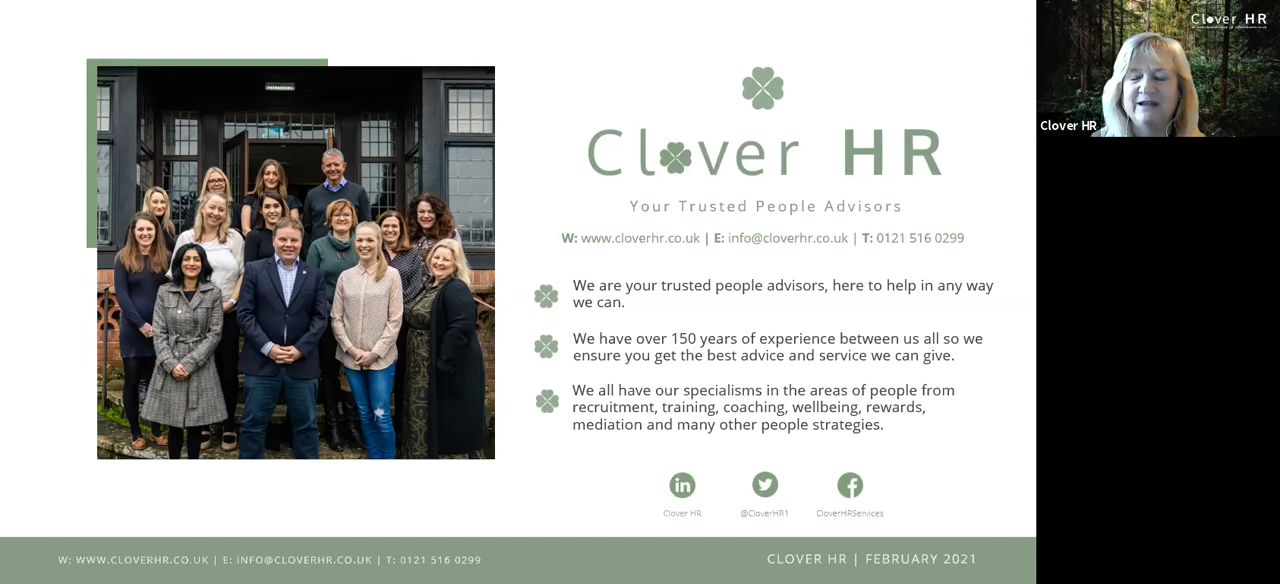 Clover HR
Your Trusted People Advisors
W: www.cloverhr.co.uk | E: info@cloverhr.co.uk | T: 0121 516 0299
We are your trusted people advisors, here to help in any way
we can.
We have over 150 years of experience between us all so we
ensure you get the best advice and service we can give.
We all have our specialisms in the areas of people from
recruitment, training, coaching, wellbeing, rewards,
mediation and many other people strategies.
in
Clover HR
@CloverHR1
CloverHRServices
W: WWW.CLOVERHR.CO.UK | E: INFO@CLOVERHR.CO.UK | T: 0121 516 0299
CLOVER HR | FEBRUARY 2021
Clover HR
Clover HR